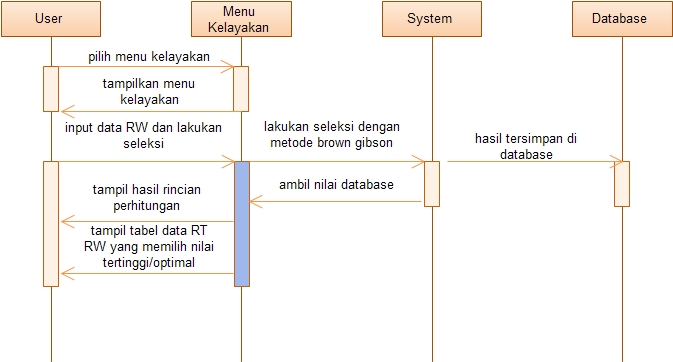 User
Menu
Kelayakan
System
Database
pilih menu kelayakan
tampilkan menu
kelayakan
input data RW dan lakukan
seleksi
lakukan seleksi dengan
metode brown gibson
hasil tersimpan di
database
ambil nilai database
tampil hasil rincian
perhitungan
tampil tabel data RT
RW yang memilih nilai
tertinggi/optimal